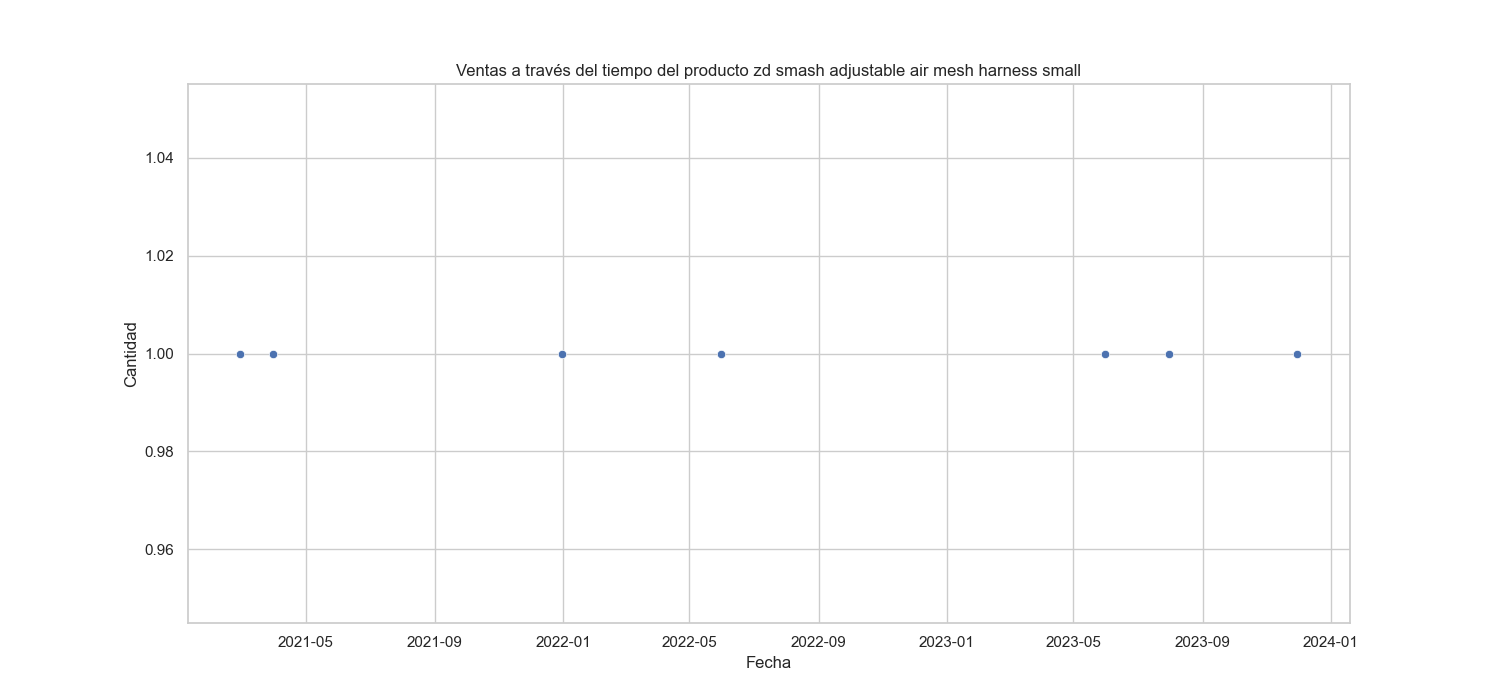 Ventas a través del tiempo del producto zd smash adjustable air mesh harness small
1.04
1.02
1.00
0.98
0.96
Cantidad
2021-05 2021-09 2022-01 2022-05 2022-09 2023-01 2023-05 2023-09 2024-01
Fecha